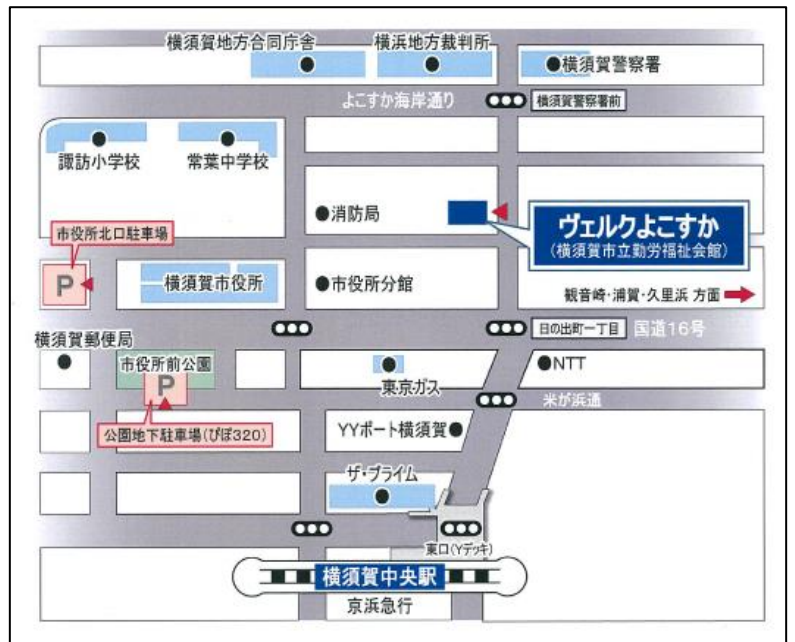 横須賀地方合同庁舎
横浜地方裁判所
横須賀警察署
よこすか海岸通り
横須賀警察署前
諏訪小学校
常葉中学校
消防局
ヴェルクよこすか
(横須賀市立勤労福祉会館)
市役所北口駐車場
P
横須賀市役所
市役所分館
観音崎・浦賀・久里浜 方面
日の出町一丁目
国道16号
横須賀郵便局
市役所前公園
P
東京ガス
NTT
米が浜通
公園地下駐車場(ぴぽ320)
YYポート横須賀
ザ・プライム
東口(Yデッキ)
横須賀中央駅
京浜急行